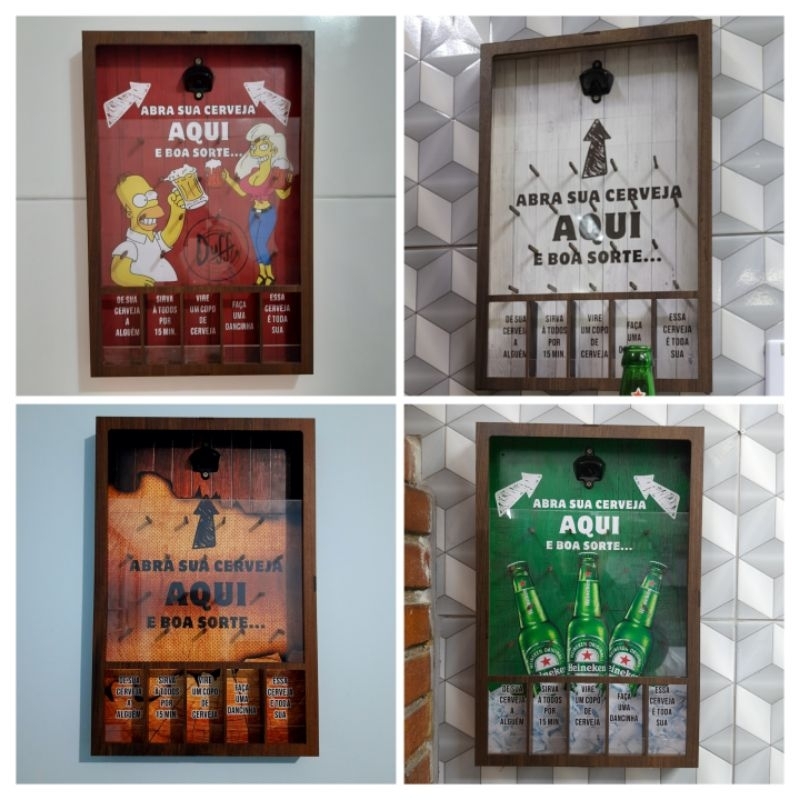 ABRA SUA CERVEJA
AQUI
E BOA SORTE...
Duff
DE SUA
CERVEJA
A
ALGUÉM
SIRVA
À TODOS
POR
15 MIN.
VIRE
UM COPO
DE
CERVEJA
FAÇA
UMA
DANCINHA
ESSA
CERVEJA
É TODA
SUA
ABRA SUA CERVEJA
AQUI
E BOA SORTE...
DE SUA
CERVEJA
A
ALGUÉM
SIRVA
À TODOS
POR
15 MIN.
VIRE
UM COPO
DE
CERVEJA
FAÇA
UMA
ESSA
CERVEJA
É TODA
SUA
ABRA SUA CERVEJA
AQUI
E BOA SORTE...
DE SUA
CERVEJA
A
ALGUÉM
SIRVA
À TODOS
POR
15 MIN
VIRE
UM COPO
DE
CERVEJA
FAÇA
UMA
DANCINHA
ESSA
CERVEJA
É TODA
SUA
ABRA SUA CERVEJA
AQUI
E BOA SORTE...
Heineken
DE SUA
CERVEJA
A
ALGUÉM
SIRVA
À TODOS
POR
15 MIN
VIRE
UM COPO
DE
CERVEJA
FAÇA
UMA
DANCINHA
ESSA
CERVEJA
É TODA
SUA